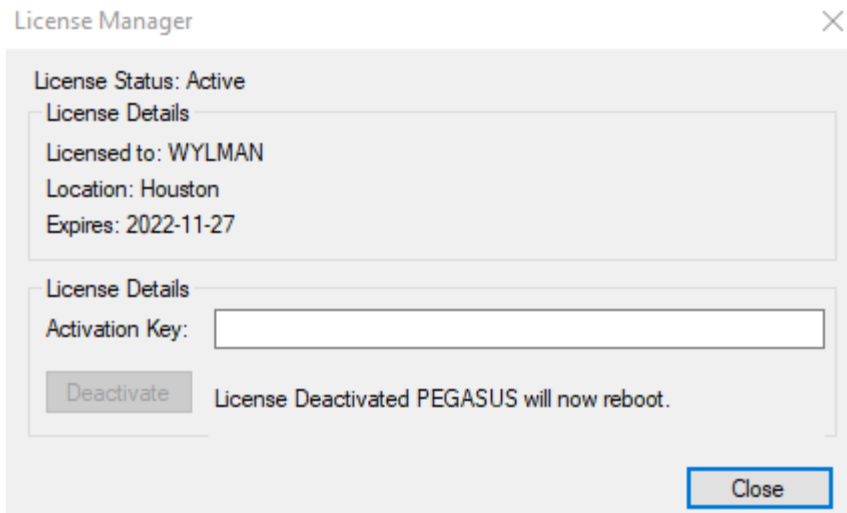 License Manager
License Status: Active
License Details
Licensed to: WYLMAN
Location: Houston
Expires: 2022-11-27
License Details
Activation Key:
Deactivate
License Deactivated PEGASUS will now reboot.
Close